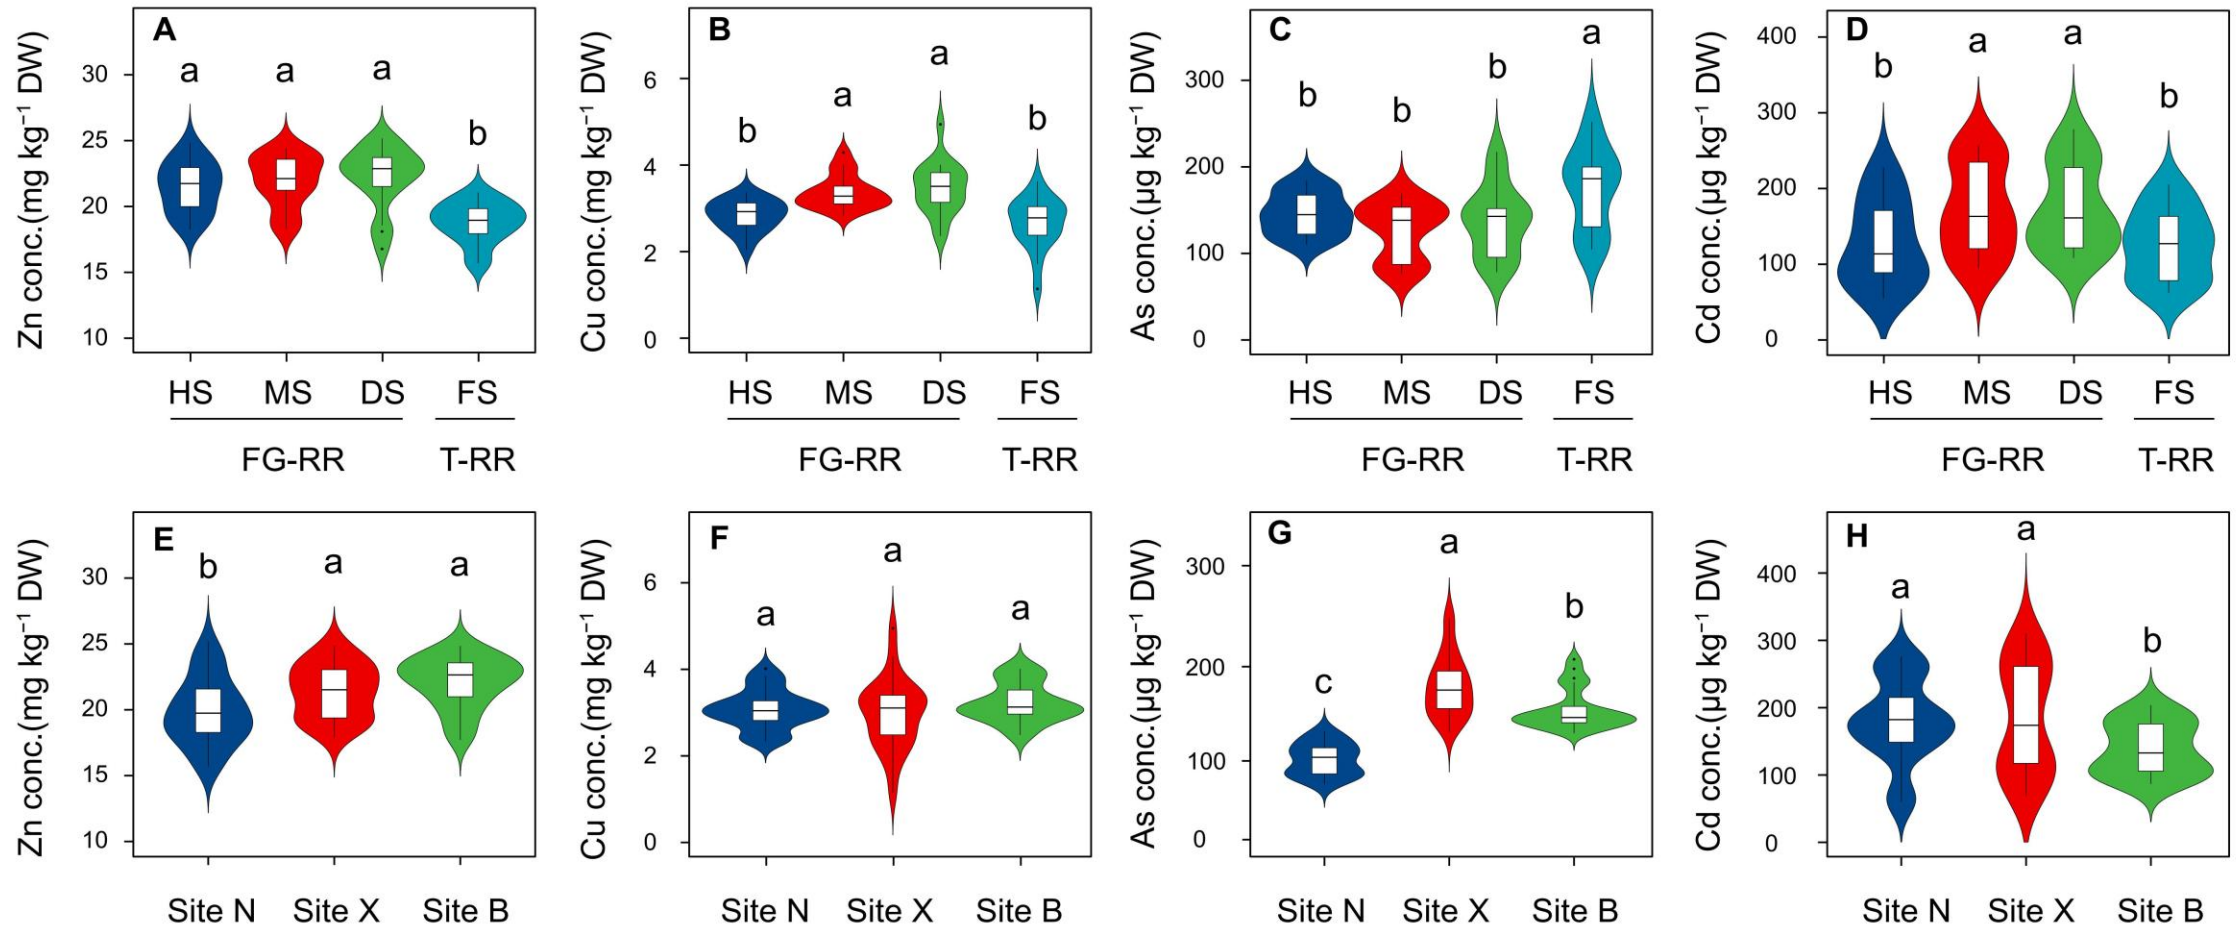 A
Zn conc.(mg kg⁻¹ DW)
30
25
20
15
10
a
a
a
b
HS
MS
DS
FS
FG-RR
T-RR
B
Cu conc.(mg kg⁻¹ DW)
6
4
2
0
b
a
a
b
HS
MS
DS
FS
FG-RR
T-RR
C
As conc.(µg kg⁻¹ DW)
300
200
100
0
b
b
b
a
HS
MS
DS
FS
FG-RR
T-RR
D
Cd conc.(µg kg⁻¹ DW)
400
300
200
100
0
b
a
a
b
HS
MS
DS
FS
FG-RR
T-RR
E
Zn conc.(mg kg⁻¹ DW)
30
25
20
15
10
b
a
a
Site N
Site X
Site B
F
Cu conc.(mg kg⁻¹ DW)
6
4
2
0
a
a
a
Site N
Site X
Site B
G
As conc.(µg kg⁻¹ DW)
300
200
100
0
c
a
b
Site N
Site X
Site B
H
Cd conc.(µg kg⁻¹ DW)
400
300
200
100
0
a
a
b
Site N
Site X
Site B